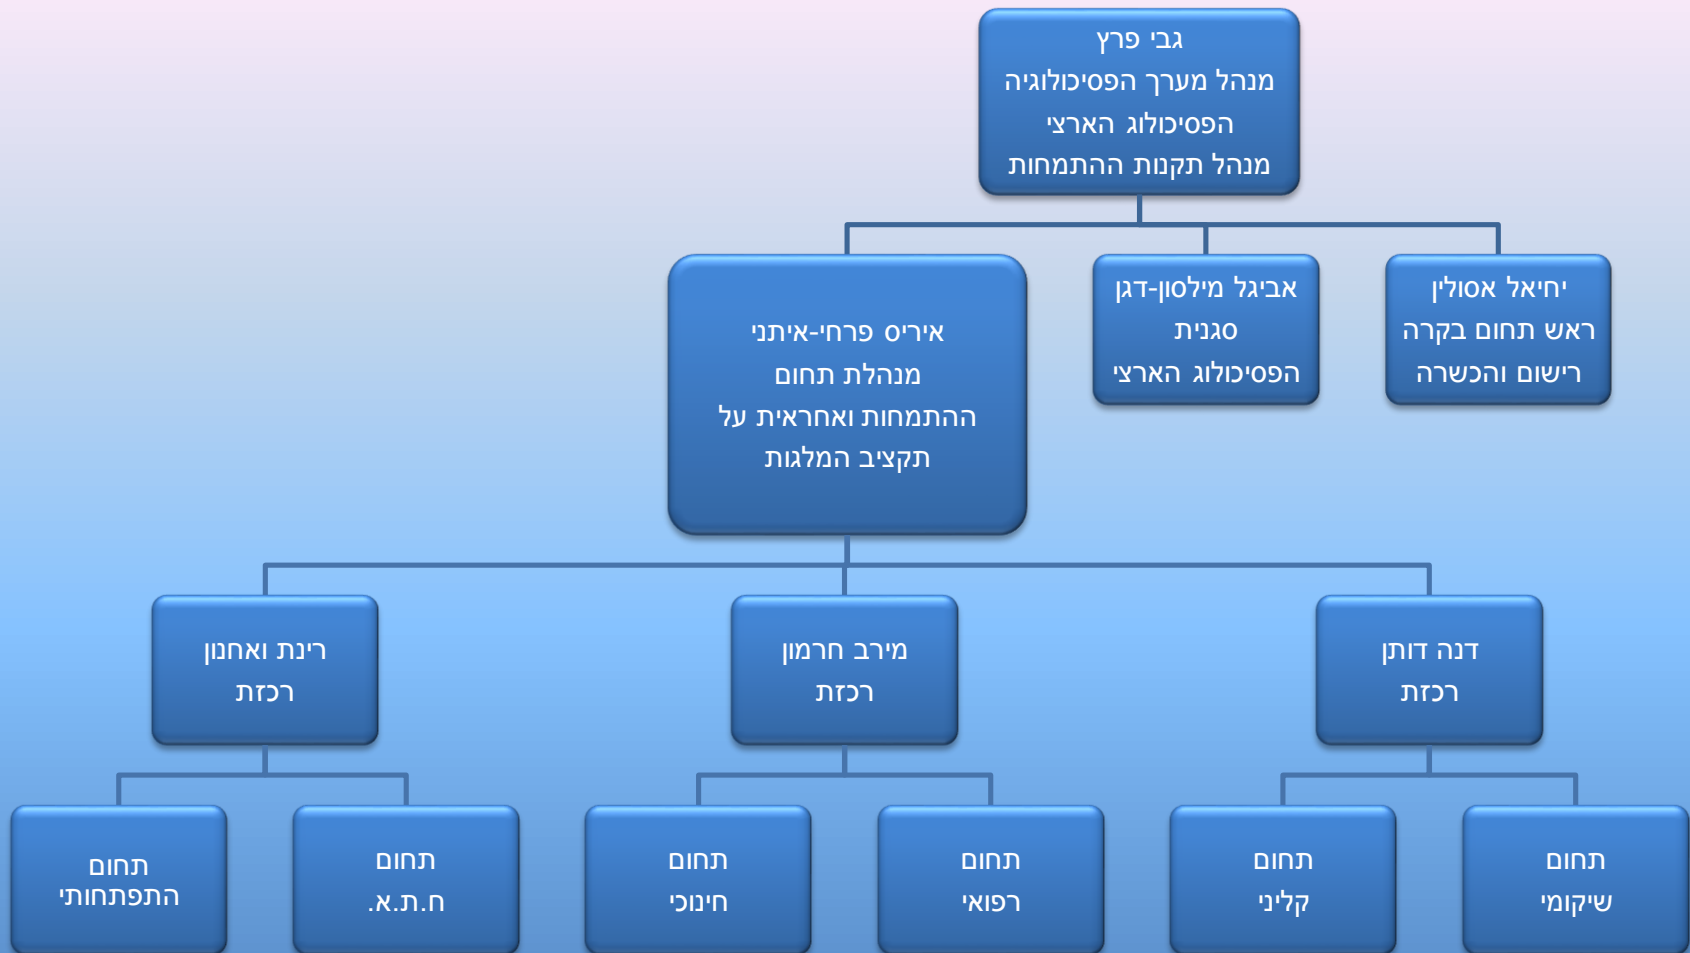 גבי פרץ
מנהל מערך הפסיכולוגיה
הפסיכולוג הארצי
מנהל תקנות ההתמחות
יחיאל אסולין
ראש תחום בקרה
רישום והכשרה
אביגל מילסון-דגן
סגנית
הפסיכולוג הארצי
איריס פרחי-איתני
מנהלת תחום
ההתמחות ואחראית על
תקציב המלגות
דנה דותן
רכזת
מירב חרמון
רכזת
רינת ואחנון
רכזת
תחום
שיקומי
תחום
קליני
תחום
רפואי
תחום
חינוכי
תחום
ח.ת.א.
תחום
התפתחותי